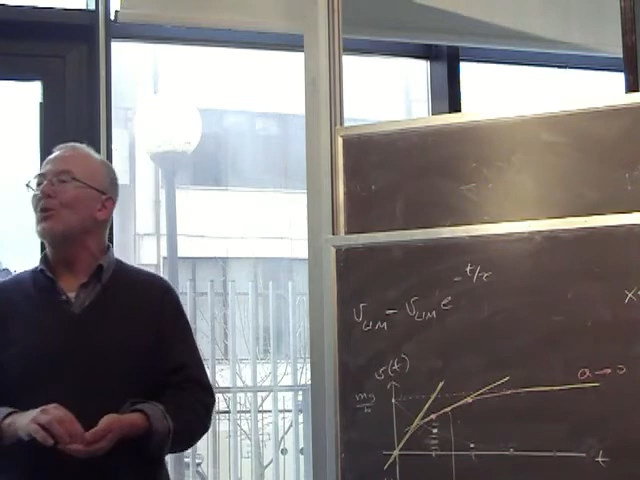 v_LIM - v_LIM e^-t/τ
v(t)
a→0
mg
t